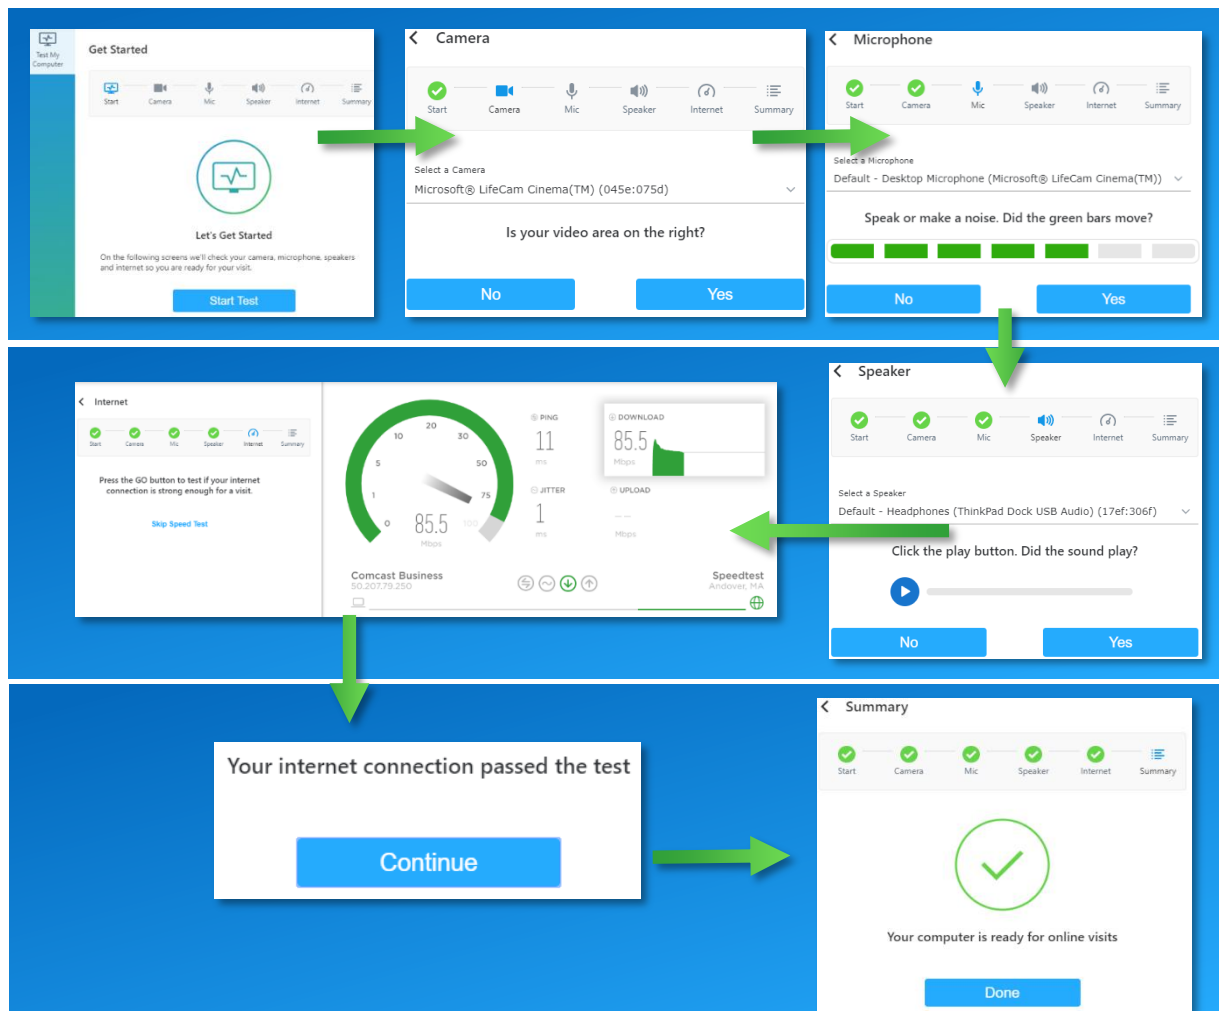 Test My
Computer
Get Started
Start Camera Mic Speaker Internet Summary
Let's Get Started
On the following screens we'll check your camera, microphone, speakers
and internet so you are ready for your visit.
Start Test
Camera
Start Camera Mic Speaker Internet Summary
Select a Camera
Microsoft® LifeCam Cinema(TM) (045e:075d)
Is your video area on the right?
No Yes
Microphone
Start Camera Mic Speaker Internet Summary
Select a Microphone
Default - Desktop Microphone (Microsoft® LifeCam Cinema(TM))
Speak or make a noise. Did the green bars move?
No Yes
Speaker
Start Camera Mic Speaker Internet Summary
Select a Speaker
Default - Headphones (ThinkPad Dock USB Audio) (17ef:306f)
Click the play button. Did the sound play?
No Yes
Internet
Start Camera Mic Speaker Internet Summary
Press the GO button to test if your internet
connection is strong enough for a visit.
Skip Speed Test
0 1 5 10 20 30 50 75 100
85.5
Mbps
PING
11
ms
DOWNLOAD
85.5
Mbps
JITTER
1
ms
UPLOAD
-- --
Mbps
Comcast Business
50.207.79.250
Speedtest
Andover, MA
Your internet connection passed the test
Continue
Summary
Start Camera Mic Speaker Internet Summary
Your computer is ready for online visits
Done